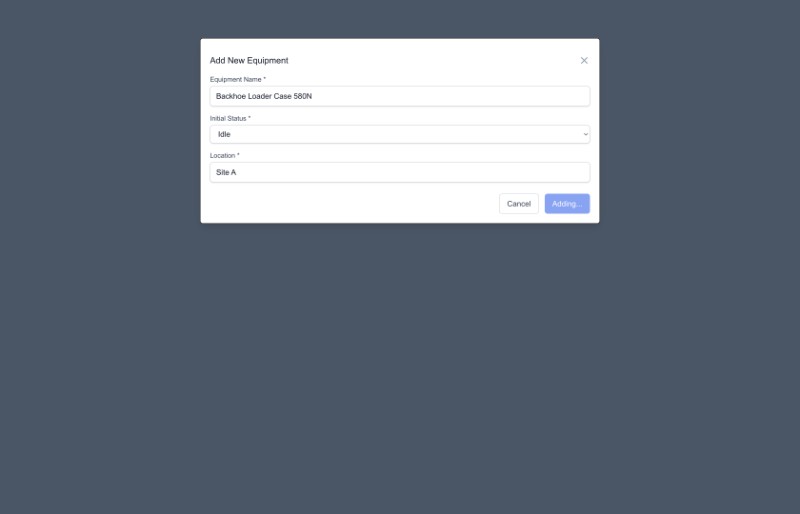 Add New Equipment
Equipment Name *
Backhoe Loader Case 580N
Initial Status *
Idle
Location *
Site A
Cancel
Adding...